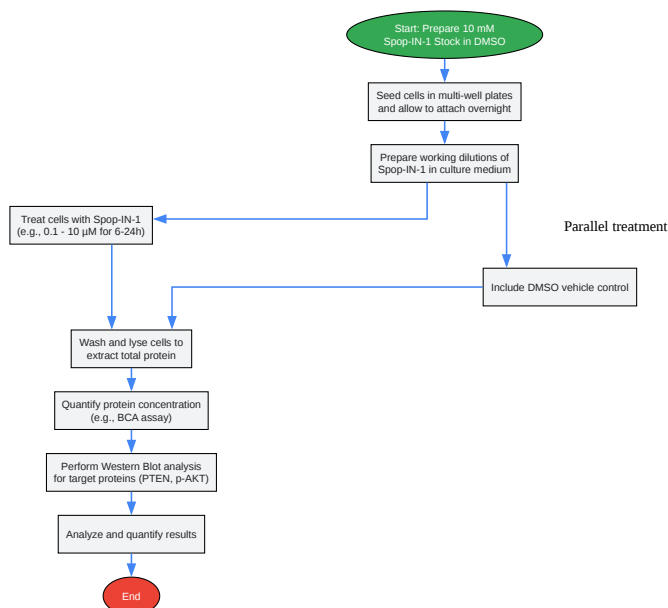 Start: Prepare 10 mM
Spop-IN-1 Stock in DMSO
Seed cells in multi-well plates
and allow to attach overnight
Prepare working dilutions of
Spop-IN-1 in culture medium
Treat cells with Spop-IN-1
(e.g., 0.1 - 10 µM for 6-24h)
Parallel treatment
Include DMSO vehicle control
Wash and lyse cells to
extract total protein
Quantify protein concentration
(e.g., BCA assay)
Perform Western Blot analysis
for target proteins (PTEN, p-AKT)
Analyze and quantify results
End